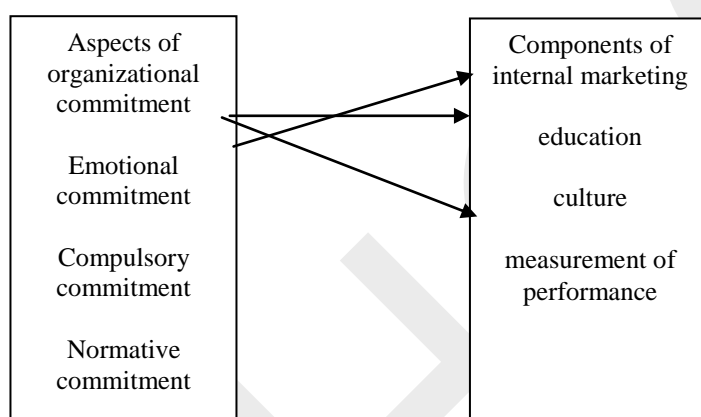 Aspects of
organizational
commitment
Emotional
commitment
Compulsory
commitment
Normative
commitment
Components of
internal marketing
education
culture
measurement of
performance